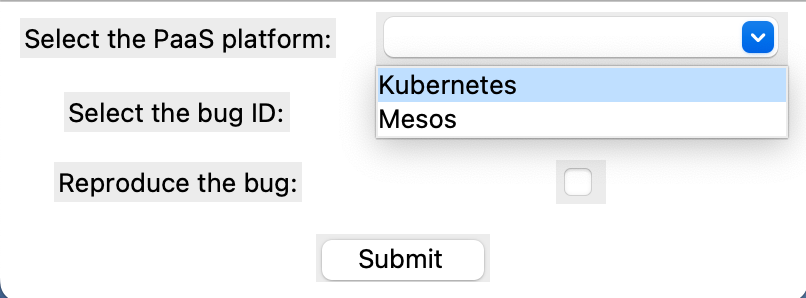 Select the PaaS platform:
Kubernetes
Select the bug ID:
Mesos
Reproduce the bug:
Submit